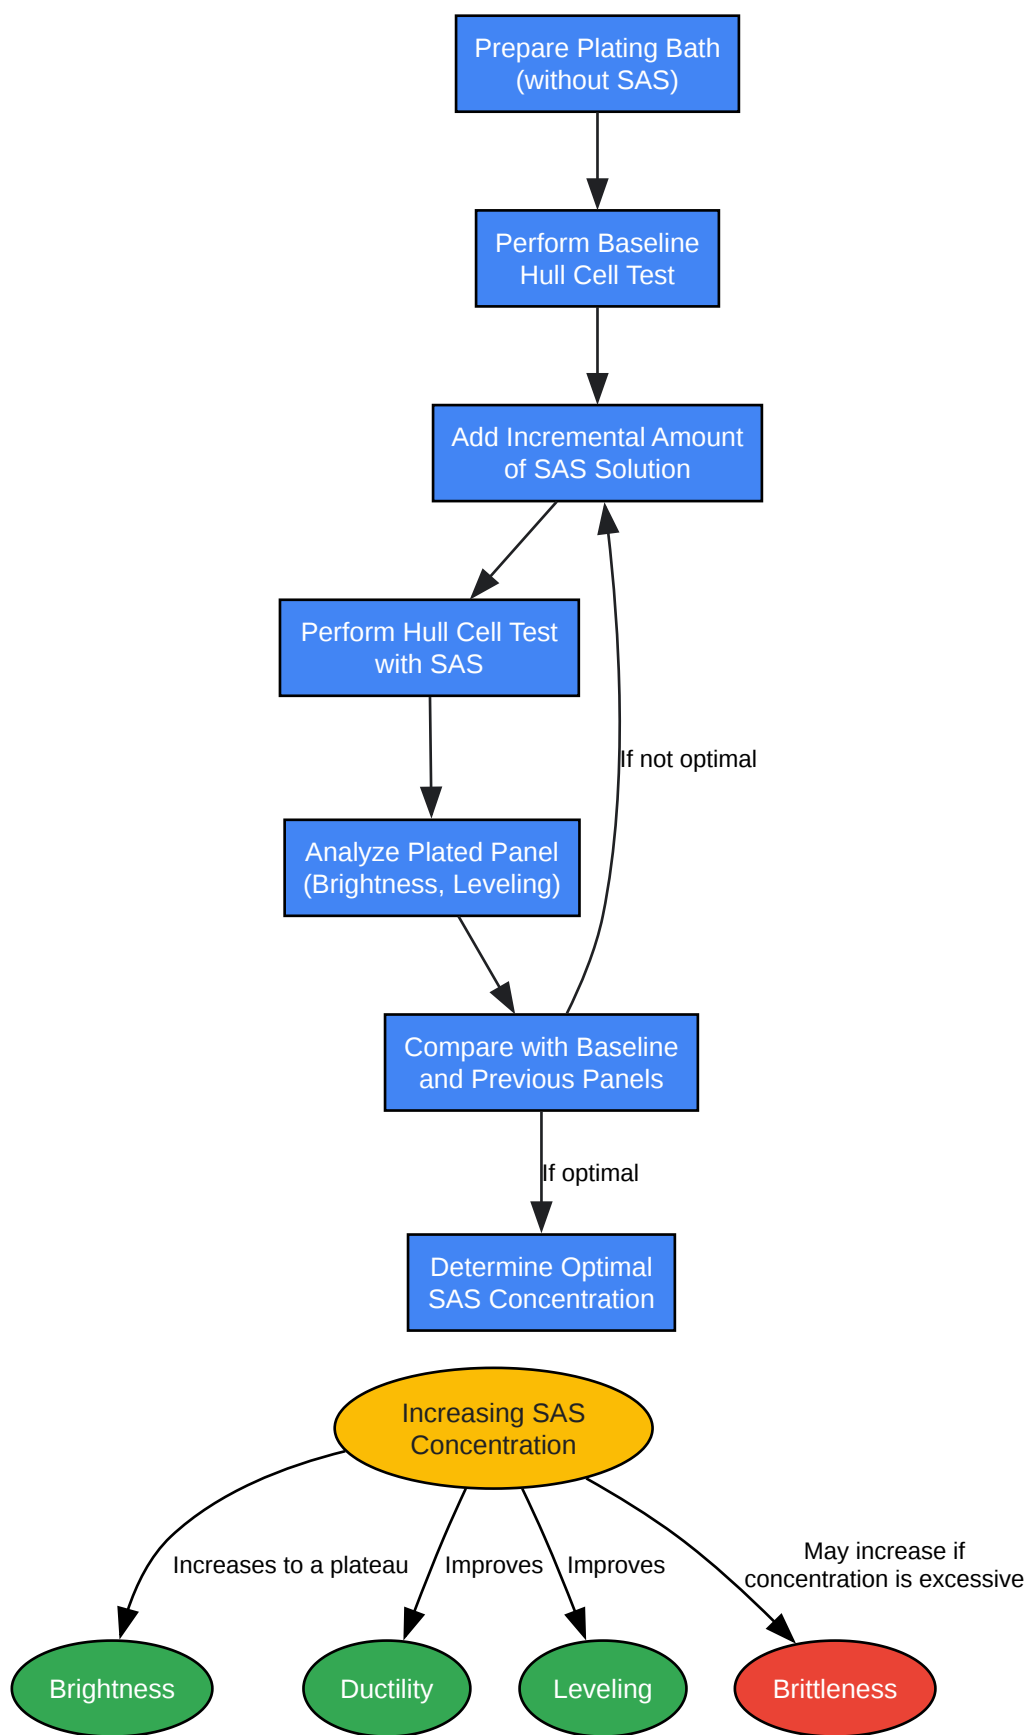 Prepare Plating Bath
(without SAS)
Perform Baseline
Hull Cell Test
Add Incremental Amount
of SAS Solution
Perform Hull Cell Test
with SAS
If not optimal
Analyze Plated Panel
(Brightness, Leveling)
Compare with Baseline
and Previous Panels
If optimal
Determine Optimal
SAS Concentration
Increasing SAS
Concentration
Increases to a plateau
Improves
Improves
May increase if
concentration is excessive
Brightness
Ductility
Leveling
Brittleness